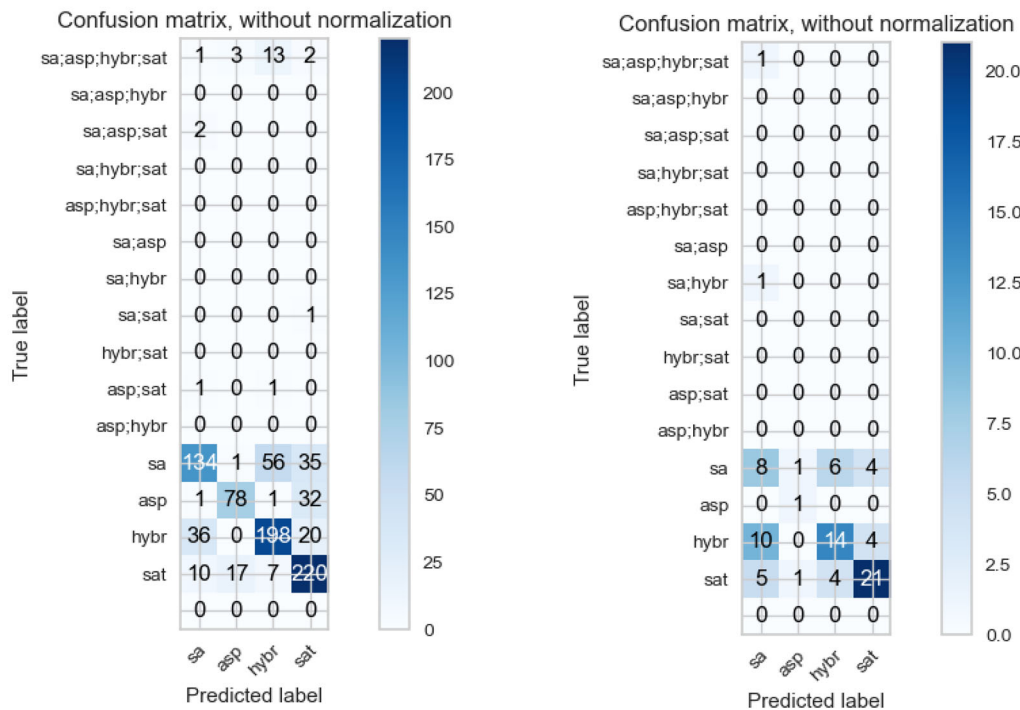 Confusion matrix, without normalization
sa;asp;hybr;sat 1 3 13 2
sa;asp;hybr 0 0 0 0
sa;asp;sat 2 0 0 0
sa;hybr;sat 0 0 0 0
asp;hybr;sat 0 0 0 0
sa;asp 0 0 0 0
sa;hybr 0 0 0 0
sa;sat 0 0 0 1
hybr;sat 0 0 0 0
asp;sat 1 0 1 0
asp;hybr 0 0 0 0
sa 134 1 56 35
asp 1 78 1 32
hybr 36 0 198 20
sat 10 17 7 220
0 0 0 0
sa asp hybr sat
Predicted label
True label
200
175
150
125
100
75
50
25
0
Confusion matrix, without normalization
sa;asp;hybr;sat 1 0 0 0
sa;asp;hybr 0 0 0 0
sa;asp;sat 0 0 0 0
sa;hybr;sat 0 0 0 0
asp;hybr;sat 0 0 0 0
sa;asp 0 0 0 0
sa;hybr 1 0 0 0
sa;sat 0 0 0 0
hybr;sat 0 0 0 0
asp;sat 0 0 0 0
asp;hybr 0 0 0 0
sa 8 1 6 4
asp 0 1 0 0
hybr 10 0 14 4
sat 5 1 4 21
0 0 0 0
sa asp hybr sat
Predicted label
True label
20.0
17.5
15.0
12.5
10.0
7.5
5.0
2.5
0.0